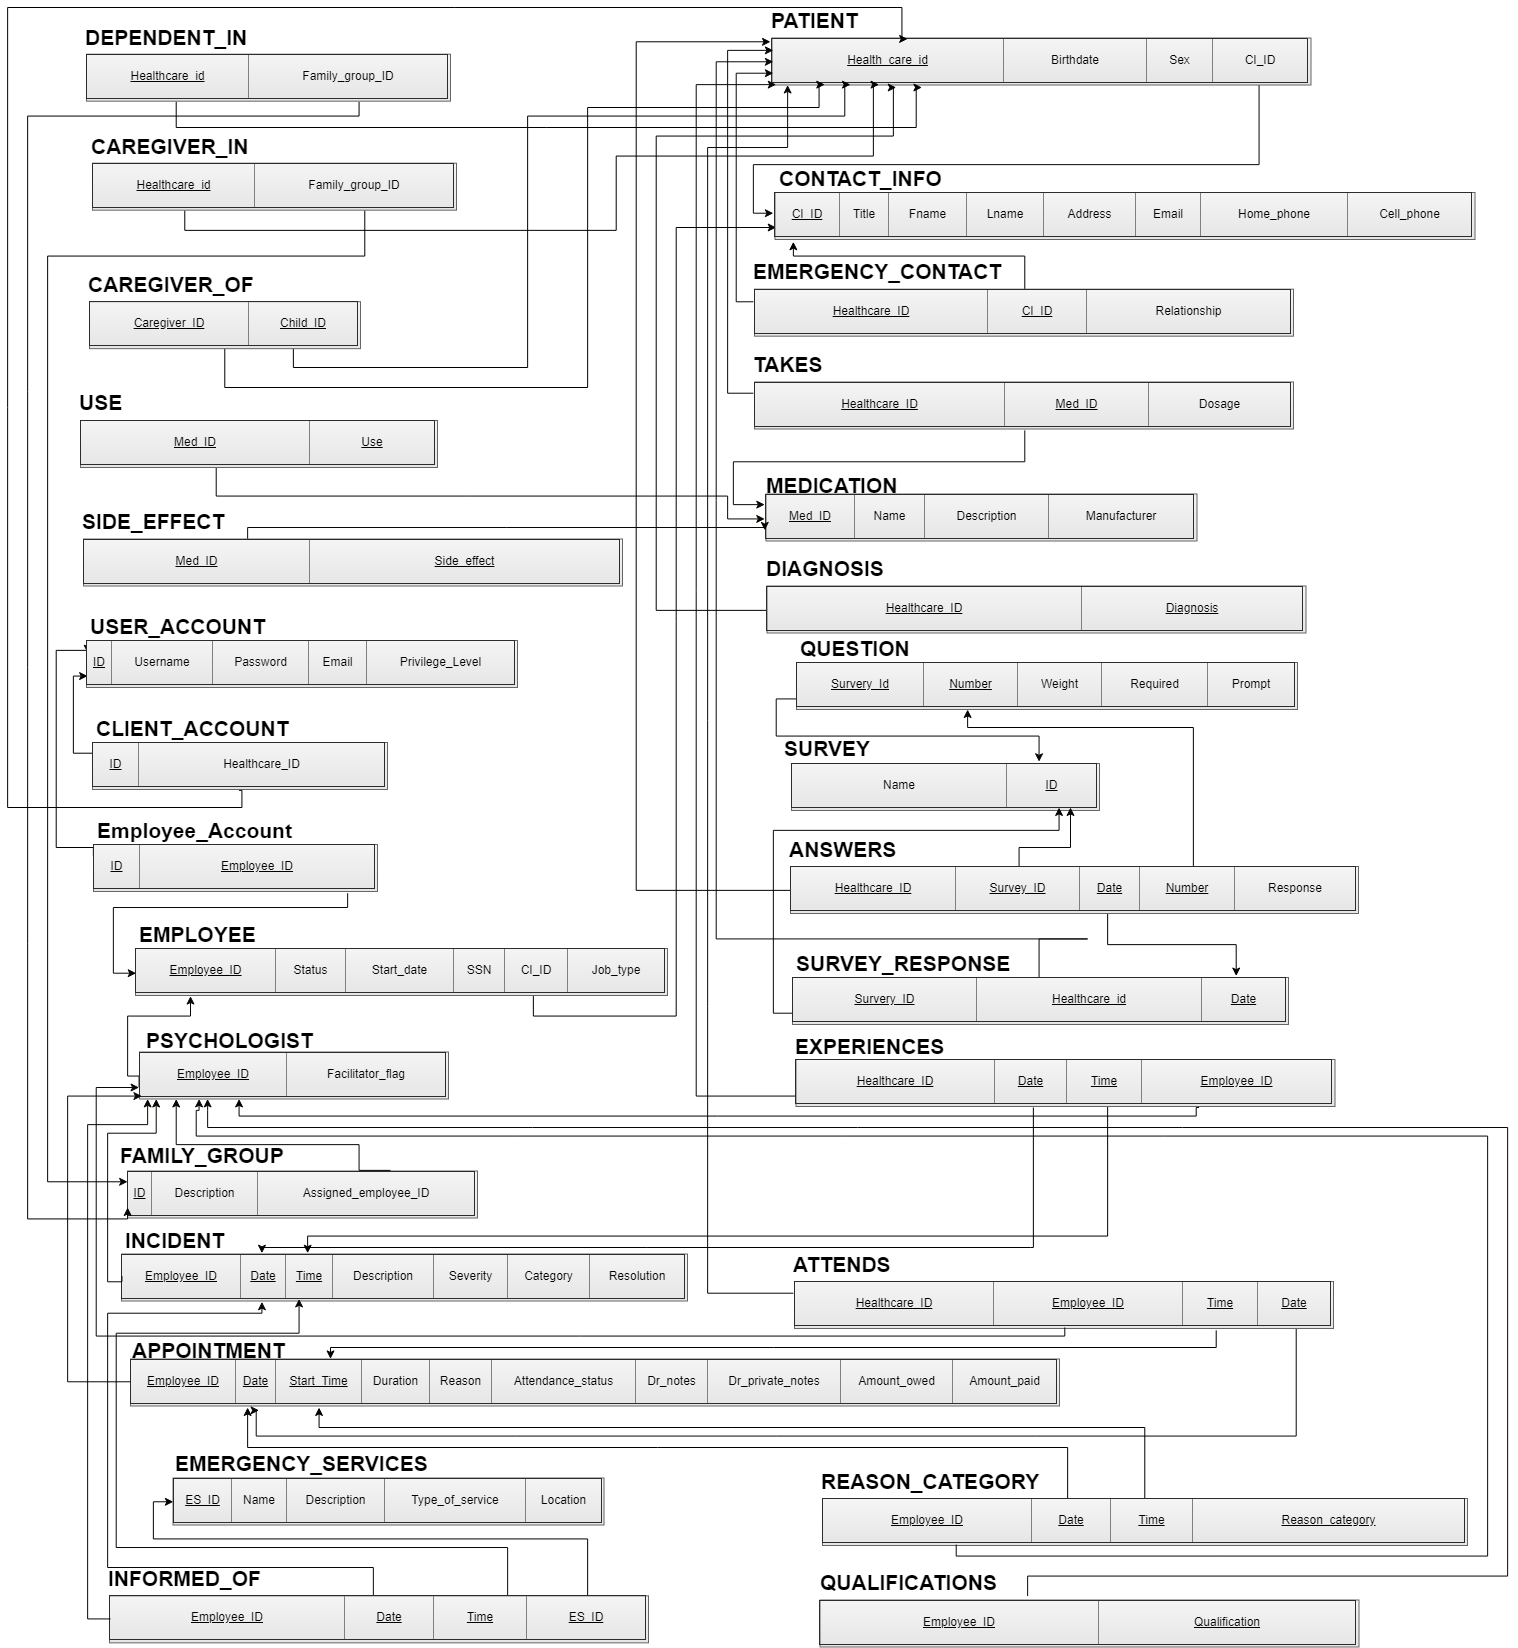 PATIENT
Health_care_id Birthdate Sex CI_ID
DEPENDENT_IN
Healthcare_id Family_group_ID
CAREGIVER_IN
Healthcare_id Family_group_ID
CONTACT_INFO
CI_ID Title Fname Lname Address Email Home_phone Cell_phone
EMERGENCY_CONTACT
Healthcare_ID CI_ID Relationship
CAREGIVER_OF
Caregiver_ID Child_ID
TAKES
Healthcare_ID Med_ID Dosage
USE
Med_ID Use
MEDICATION
Med_ID Name Description Manufacturer
SIDE_EFFECT
Med_ID Side_effect
DIAGNOSIS
Healthcare_ID Diagnosis
USER_ACCOUNT
ID Username Password Email Privilege_Level
QUESTION
Survery_Id Number Weight Required Prompt
CLIENT_ACCOUNT
ID Healthcare_ID
SURVEY
Name ID
Employee_Account
ID Employee_ID
ANSWERS
Healthcare_ID Survey_ID Date Number Response
EMPLOYEE
Employee_ID Status Start_date SSN CI_ID Job_type
SURVEY_RESPONSE
Survery_ID Healthcare_id Date
PSYCHOLOGIST
Employee_ID Facilitator_flag
EXPERIENCES
Healthcare_ID Date Time Employee_ID
FAMILY_GROUP
ID Description Assigned_employee_ID
INCIDENT
Employee_ID Date Time Description Severity Category Resolution
ATTENDS
Healthcare_ID Employee_ID Time Date
APPOINTMENT
Employee_ID Date Start_Time Duration Reason Attendance_status Dr_notes Dr_private_notes Amount_owed Amount_paid
EMERGENCY_SERVICES
ES_ID Name Description Type_of_service Location
REASON_CATEGORY
Employee_ID Date Time Reason_category
INFORMED_OF
Employee_ID Date Time ES_ID
QUALIFICATIONS
Employee_ID Qualification